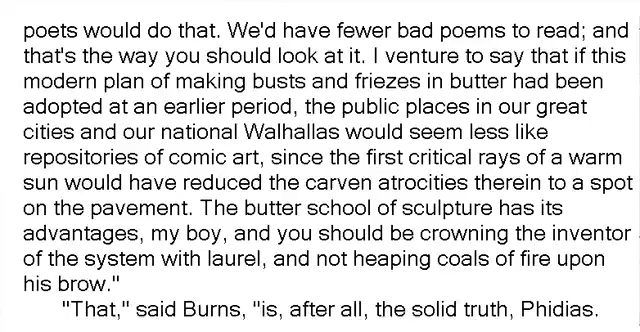 poets would do that. We'd have fewer bad poems to read; and
that's the way you should look at it. I venture to say that if this
modern plan of making busts and friezes in butter had been
adopted at an earlier period, the public places in our great
cities and our national Walhallas would seem less like
repositories of comic art, since the first critical rays of a warm
sun would have reduced the carven atrocities therein to a spot
on the pavement. The butter school of sculpture has its
advantages, my boy, and you should be crowning the inventor
of the system with laurel, and not heaping coals of fire upon
his brow."
"That," said Burns, "is, after all, the solid truth, Phidias.